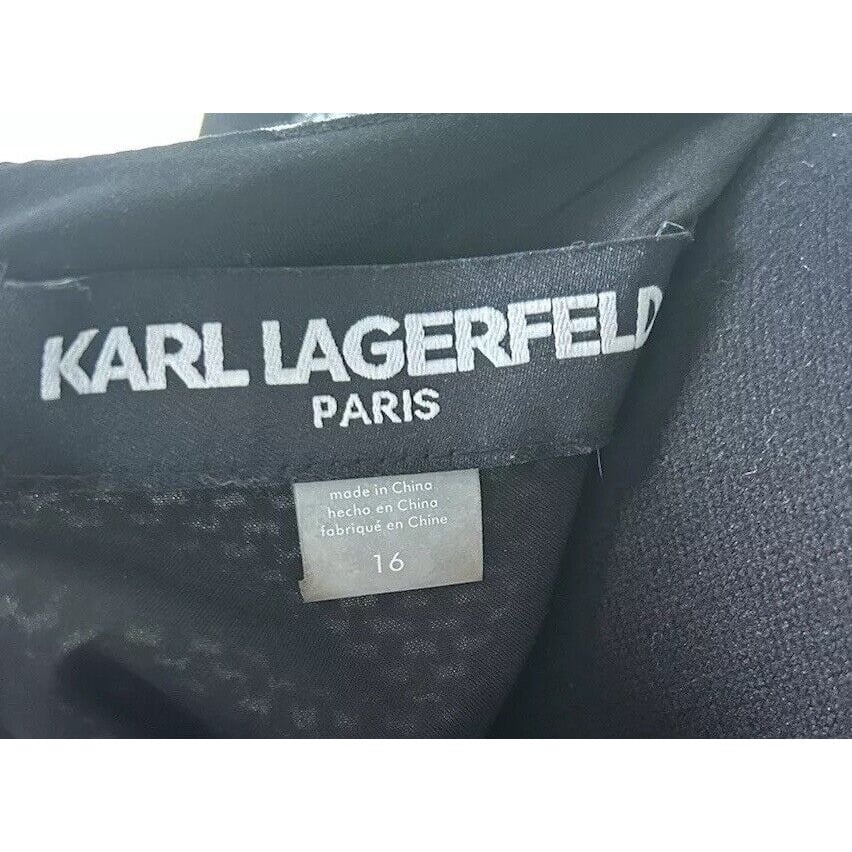 KARL LAGERFELD
PARIS
made in China
hecho en China
fabriqué en Chine
16